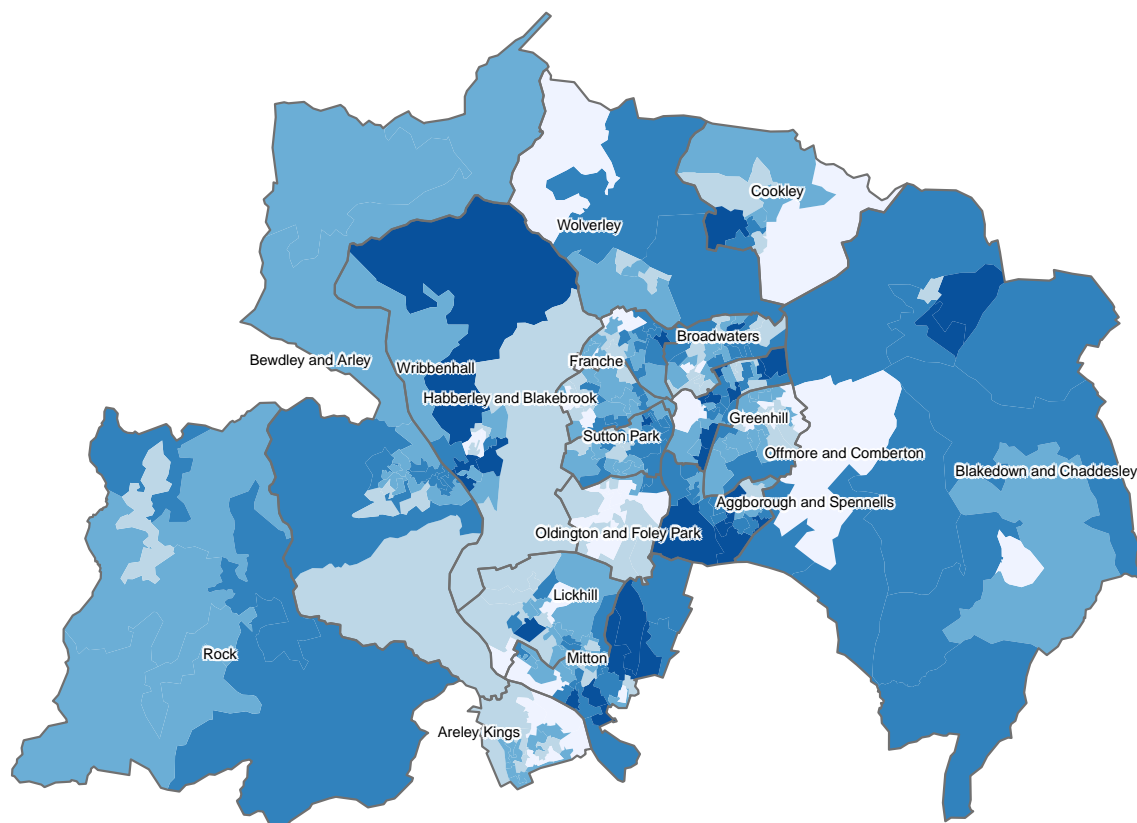 Cookley
Wolverley
Broadwaters
Bewdley and Arley
Wribbenhall
Franche
Habberley and Blakebrook
Greenhill
Sutton Park
Offmore and Comberton
Blakedown and Chaddesley
Aggborough and Spennells
Oldington and Foley Park
Lickhill
Rock
Mitton
Areley Kings